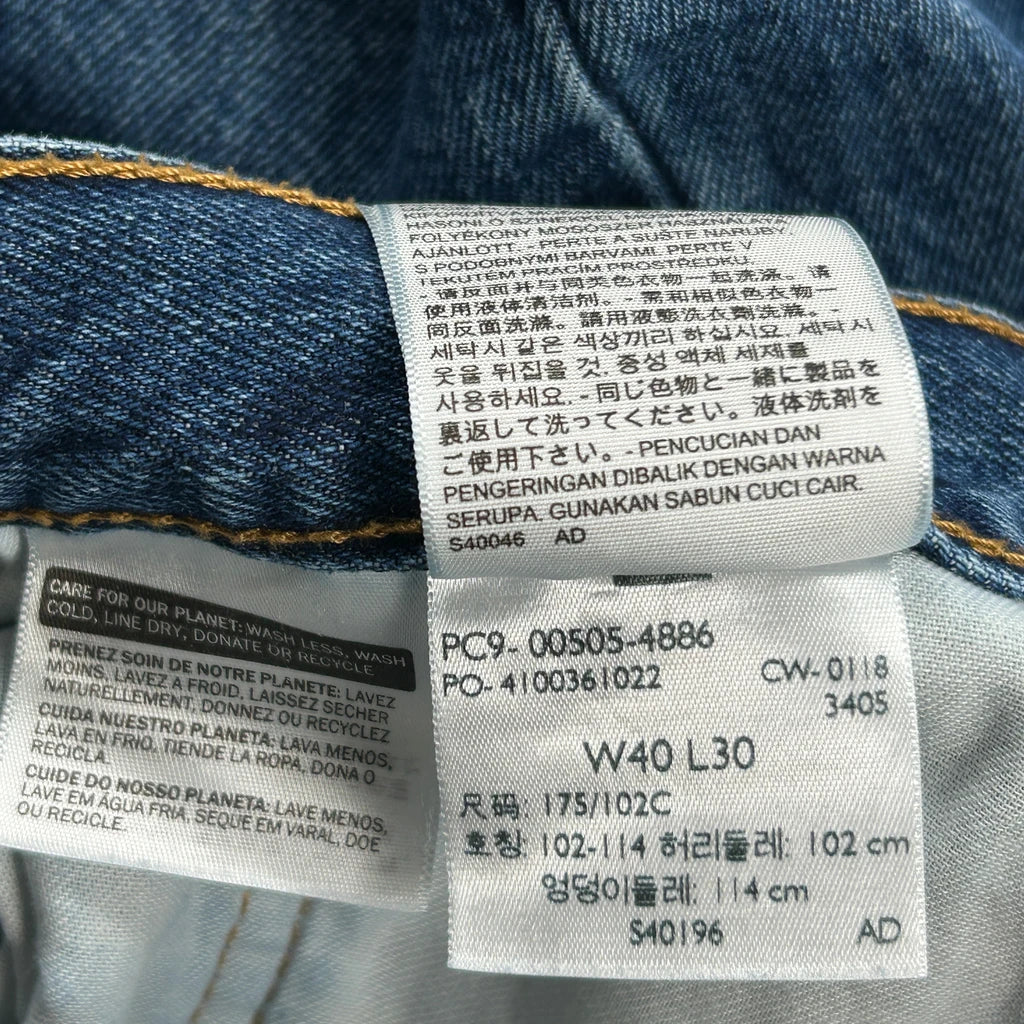 FOLYÉKONY MOSÓSZER
AJÁNLOTT. - PERTE A SUŠTE NARUBY
S PODOBNÝMI BARVAMI. PERTE V
TEKUTÉM PRACÍM PROSTŘEDKU.
- 请反面并与同类色衣物一起洗涤。请
使用液体清洁剂。- 需和相似色衣物一
同反面洗滌。請用液態洗衣劑洗滌。-
세탁시 같은 색상끼리 하십시요. 세탁시
옷을 뒤집을 것. 중성 액체 세제를
사용하세요. - 同じ色物と一緒に製品を
裏返して洗ってください。液体洗剤を
ご使用下さい。- PENCUCIAN DAN
PENGERINGAN DIBALIK DENGAN WARNA
SERUPA. GUNAKAN SABUN CUCI CAIR.
S40046 AD
CARE FOR OUR PLANET: WASH LESS, WASH
COLD, LINE DRY, DONATE OR RECYCLE
PRENEZ SOIN DE NOTRE PLANÈTE: LAVEZ
MOINS, LAVEZ À FROID, LAISSEZ SÉCHER
NATURELLEMENT, DONNEZ OU RECYCLEZ
CUIDA NUESTRO PLANETA: LAVA MENOS,
LAVA EN FRÍO, TIENDE LA ROPA, DONA O
RECICLA.
CUIDE DO NOSSO PLANETA: LAVE MENOS,
LAVE EM ÁGUA FRIA, SEQUE EM VARAL, DOE
OU RECICLE.
PC9- 00505-4886
PO- 4100361022 CW- 0118
3405
W40 L30
尺码 175/102C
호칭 102-114 허리둘레: 102 cm
엉덩이둘레: 114 cm
S40196 AD